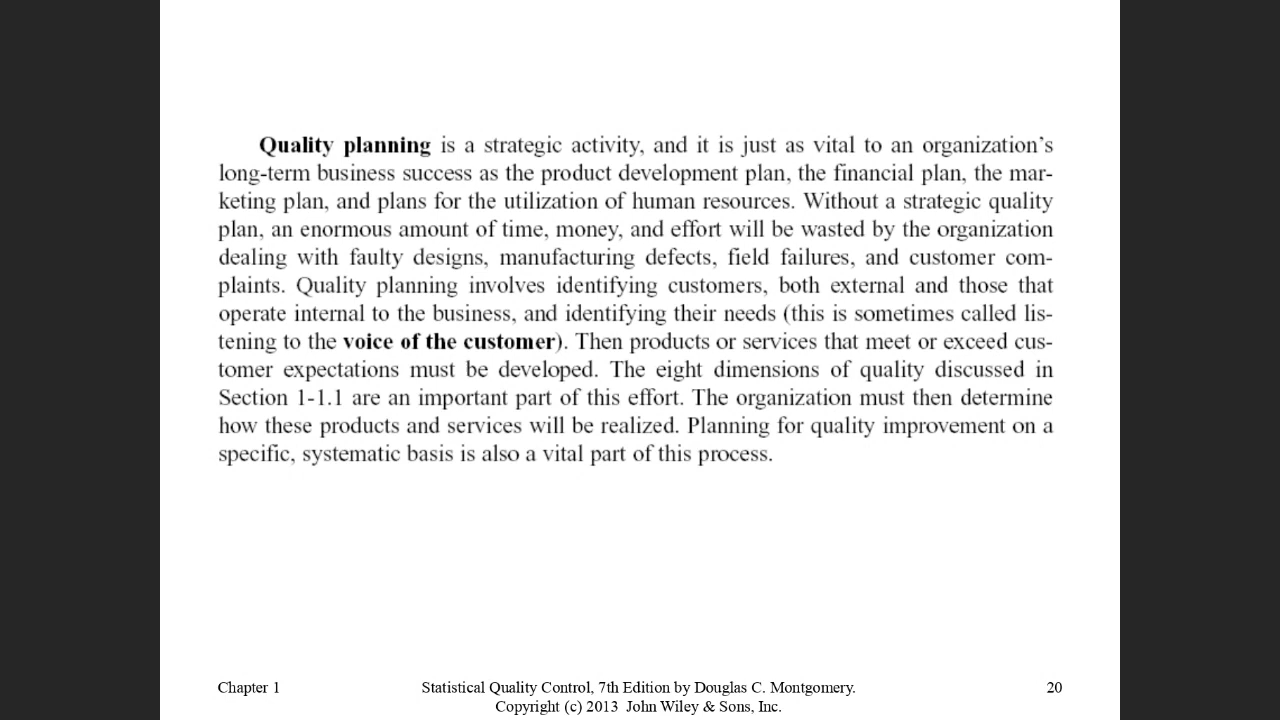 Quality planning is a strategic activity, and it is just as vital to an organization's
long-term business success as the product development plan, the financial plan, the mar-
keting plan, and plans for the utilization of human resources. Without a strategic quality
plan, an enormous amount of time, money, and effort will be wasted by the organization
dealing with faulty designs, manufacturing defects, field failures, and customer com-
plaints. Quality planning involves identifying customers, both external and those that
operate internal to the business, and identifying their needs (this is sometimes called lis-
tening to the voice of the customer). Then products or services that meet or exceed cus-
tomer expectations must be developed. The eight dimensions of quality discussed in
Section 1-1.1 are an important part of this effort. The organization must then determine
how these products and services will be realized. Planning for quality improvement on a
specific, systematic basis is also a vital part of this process.
Chapter 1
Statistical Quality Control, 7th Edition by Douglas C. Montgomery.
Copyright (c) 2013 John Wiley & Sons, Inc.
20